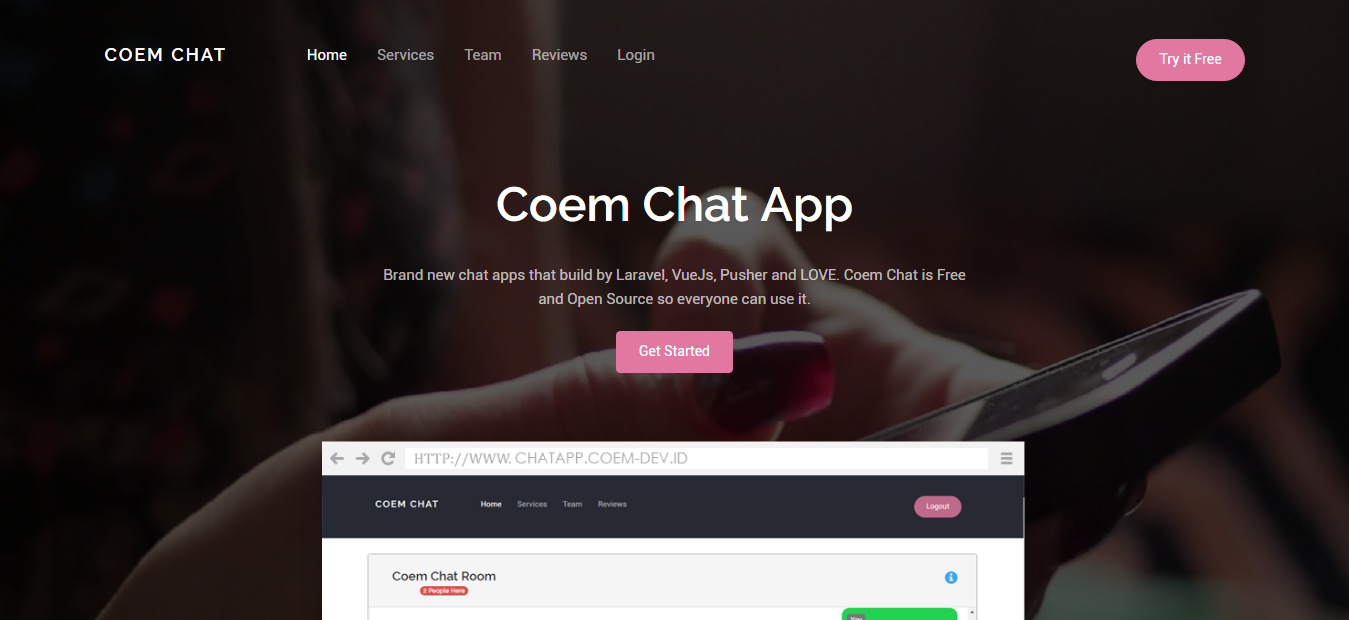 COEM CHAT
Home Services Team Reviews Login
Try it Free
Coem Chat App
Brand new chat apps that build by Laravel, VueJs, Pusher and LOVE. Coem Chat is Free
and Open Source so everyone can use it.
Get Started
HTTP://WWW. CHATAPP.COEM-DEV.ID
COEM CHAT
Home Services Team Reviews
Logout
Coem Chat Room
2 People Here
You